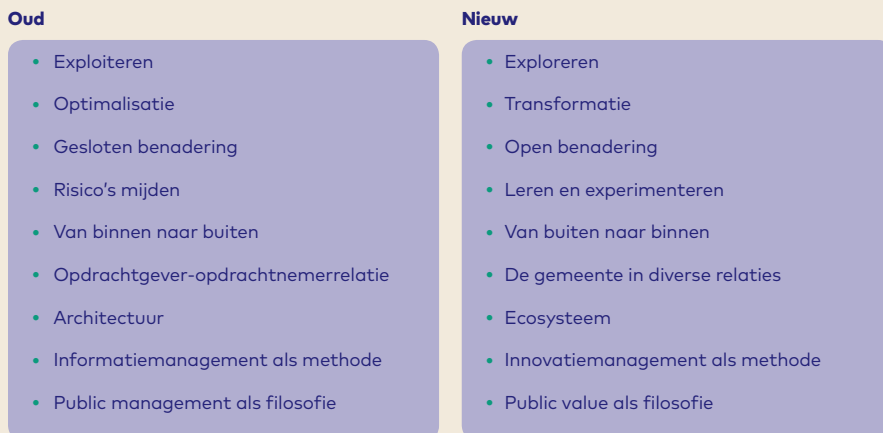 Oud
• Exploiteren
• Optimalisatie
• Gesloten benadering
• Risico's mijden
• Van binnen naar buiten
• Opdrachtgever-opdrachtnemerrelatie
• Architectuur
• Informatiemanagement als methode
• Public management als filosofie
Nieuw
• Exploreren
• Transformatie
• Open benadering
• Leren en experimenteren
• Van buiten naar binnen
• De gemeente in diverse relaties
• Ecosysteem
• Innovatiemanagement als methode
• Public value als filosofie